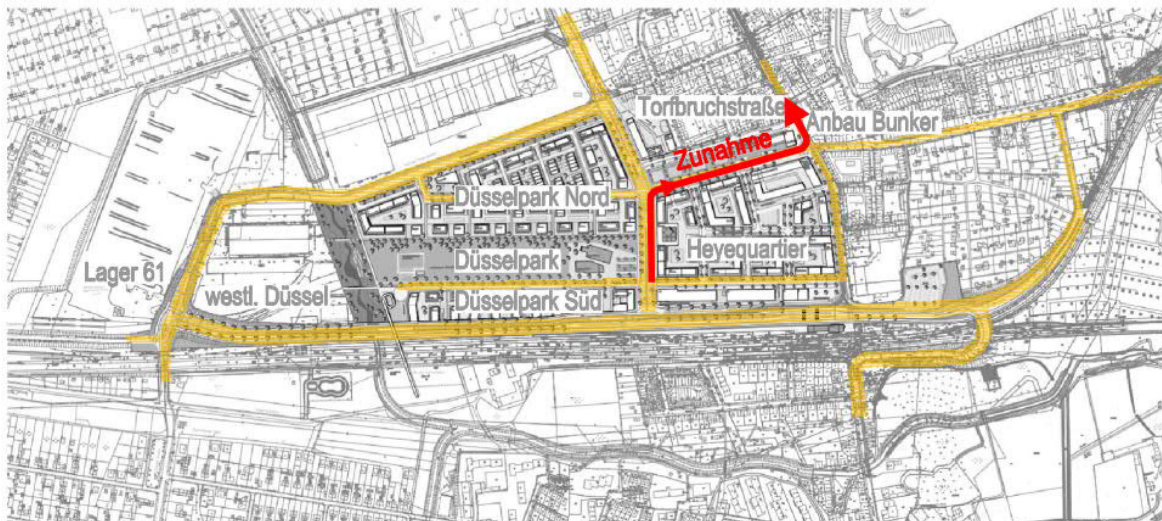 Torfbruchstraße
Anbau Bunker
Zunahme
Düsselpark Nord
Düsselpark
Heyequartier
Lager 61
westl. Düssel
Düsselpark Süd